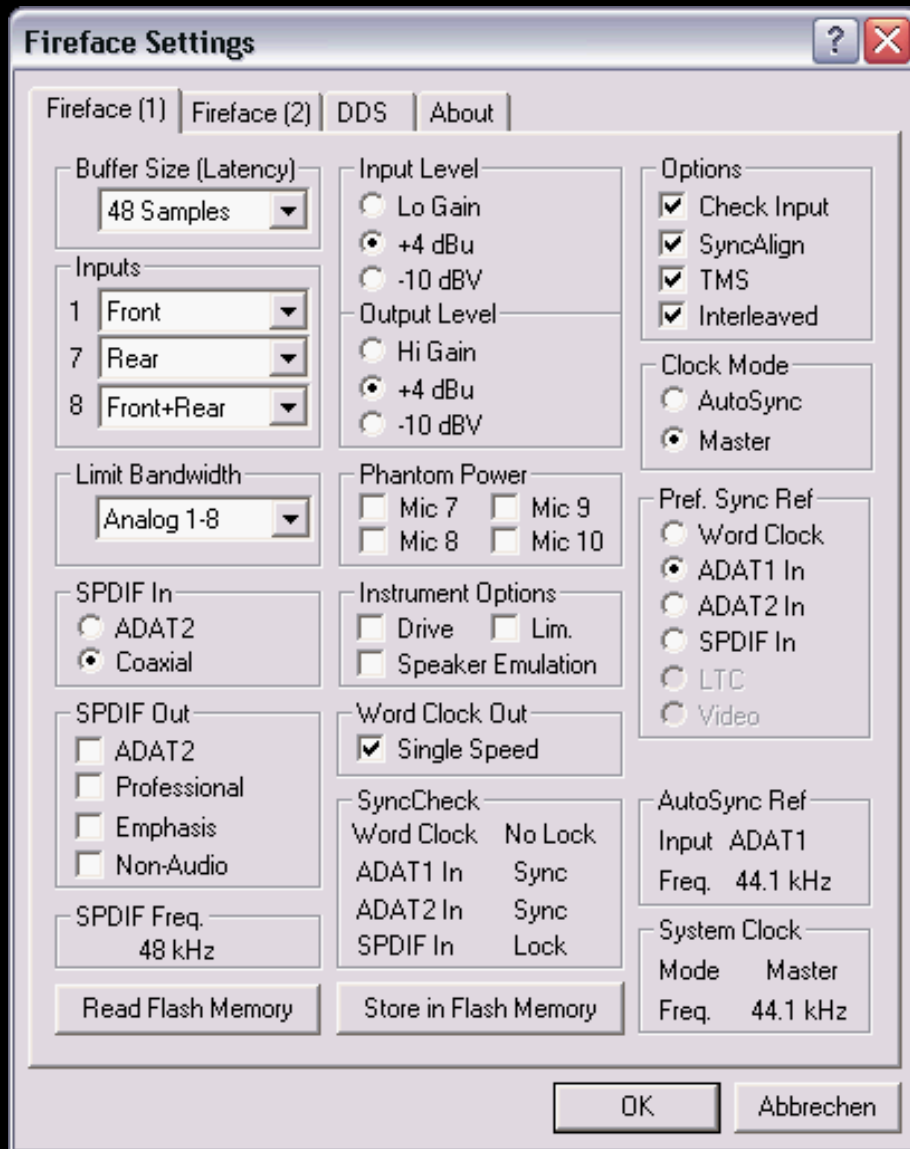 Fireface Settings
Fireface (1)
Fireface (2)
DDS
About
Buffer Size (Latency)
48 Samples
Inputs
1 Front
7 Rear
8 Front+Rear
Limit Bandwidth
Analog 1-8
SPDIF In
ADAT2
Coaxial
SPDIF Out
ADAT2
Professional
Emphasis
Non-Audio
SPDIF Freq.
48 kHz
Read Flash Memory
Input Level
Lo Gain
+4 dBu
-10 dBV
Output Level
Hi Gain
+4 dBu
-10 dBV
Phantom Power
Mic 7 Mic 9
Mic 8 Mic 10
Instrument Options
Drive Lim.
Speaker Emulation
Word Clock Out
Single Speed
SyncCheck
Word Clock No Lock
ADAT1 In Sync
ADAT2 In Sync
SPDIF In Lock
Store in Flash Memory
Options
Check Input
SyncAlign
TMS
Interleaved
Clock Mode
AutoSync
Master
Pref. Sync Ref
Word Clock
ADAT1 In
ADAT2 In
SPDIF In
LTC
Video
AutoSync Ref
Input ADAT1
Freq. 44.1 kHz
System Clock
Mode Master
Freq. 44.1 kHz
OK
Abbrechen